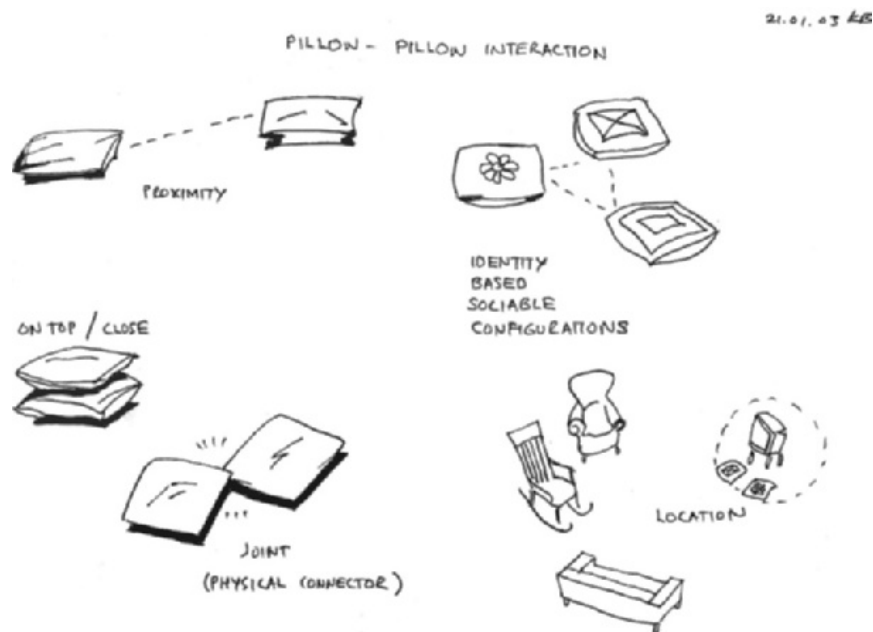 21.01.03 KB
PILLOW - PILLOW INTERACTION
PROXIMITY
IDENTITY
BASED
SOCIABLE
CONFIGURATIONS
ON TOP / CLOSE
JOINT
(PHYSICAL CONNECTOR)
LOCATION